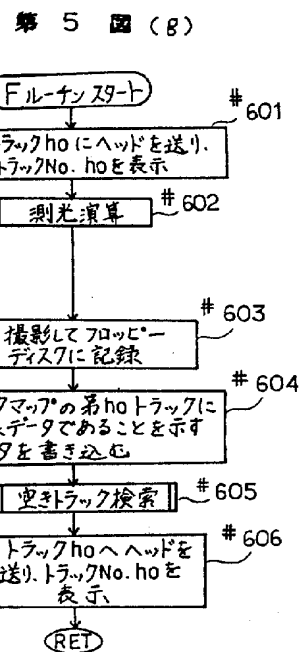 第 5 図 (g)
Fルーチン スタート
#601
ラックhoにヘッドを送り、
トラックNo. hoを表示
測光演算
#602
#603
撮影してフロッピー
ディスクに記録
#604
クマップの第hoトラックに
データであることを示す
タを書き込む
空きトラック検索
#605
#606
トラックhoへヘッドを
送り、トラックNo. hoを
表示
RET